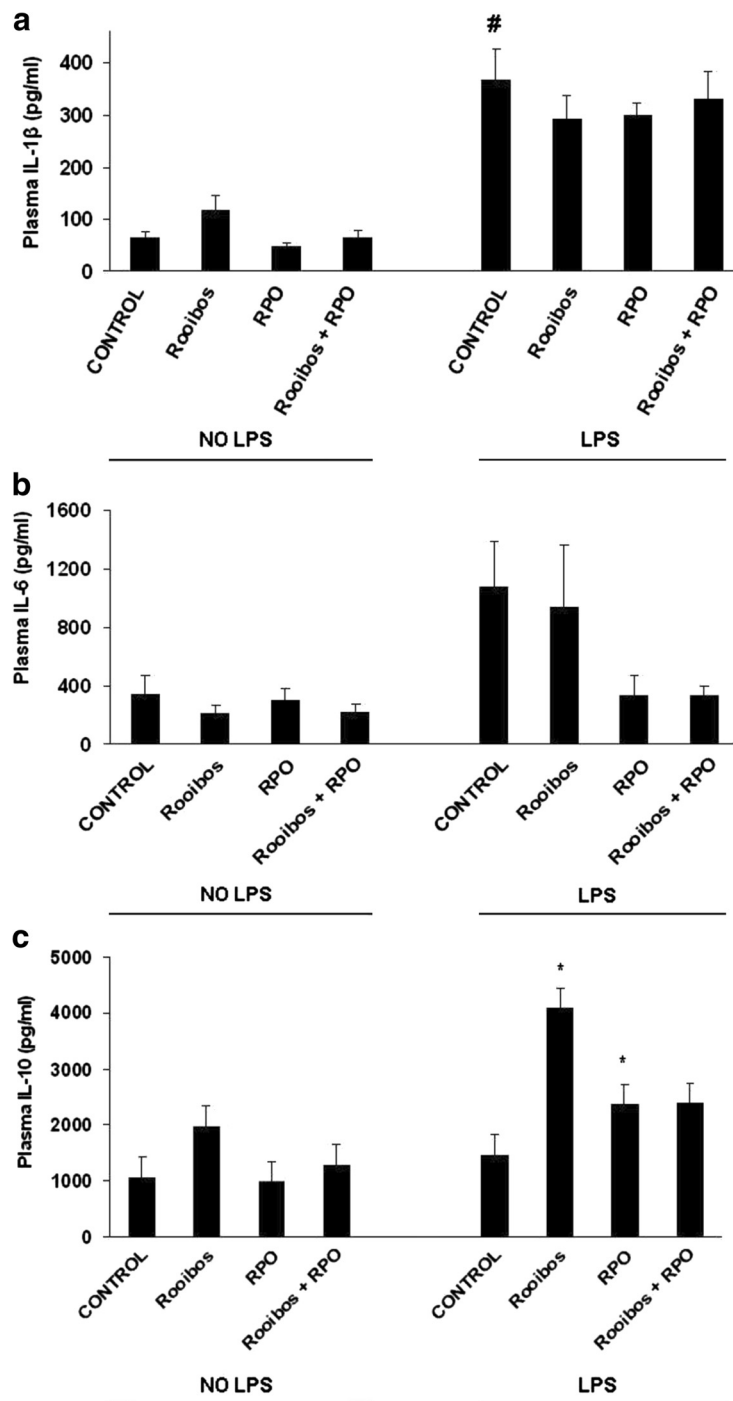 a
Plasma IL-1β (pg/ml)
400
300
200
100
0
#
CONTROL
Rooibos
RPO
Rooibos + RPO
CONTROL
Rooibos
RPO
Rooibos + RPO
NO LPS
LPS
b
Plasma IL-6 (pg/ml)
1600
1200
800
400
0
CONTROL
Rooibos
RPO
Rooibos + RPO
CONTROL
Rooibos
RPO
Rooibos + RPO
NO LPS
LPS
c
Plasma IL-10 (pg/ml)
5000
4000
3000
2000
1000
0
*
*
CONTROL
Rooibos
RPO
Rooibos + RPO
CONTROL
Rooibos
RPO
Rooibos + RPO
NO LPS
LPS